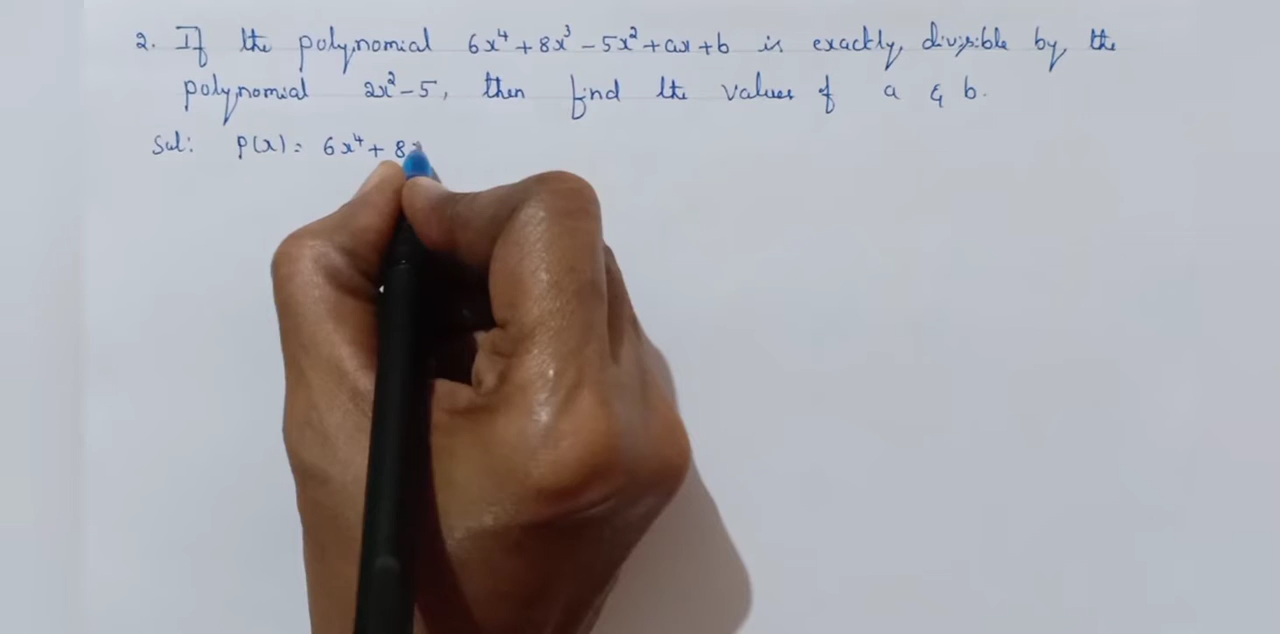 2. If the polynomial 6x⁴ + 8x³ - 5x² + ax + b is exactly divisible by the
polynomial 2x² - 5, then find the values of a & b.
Sol: P(x) = 6x⁴ + 8